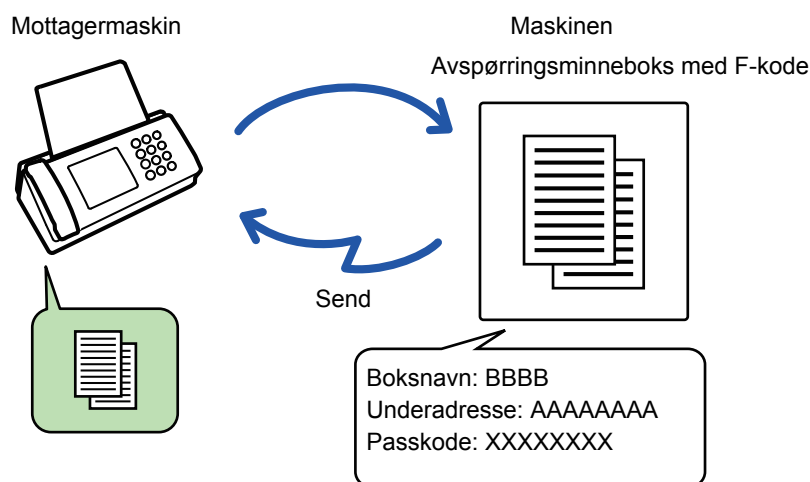 Mottagermaskin
Maskinen
Avspørringsminneboks med F-kode
Send
Boksnavn: BBBB
Underadresse: AAAAAAAA
Passkode: XXXXXXXX